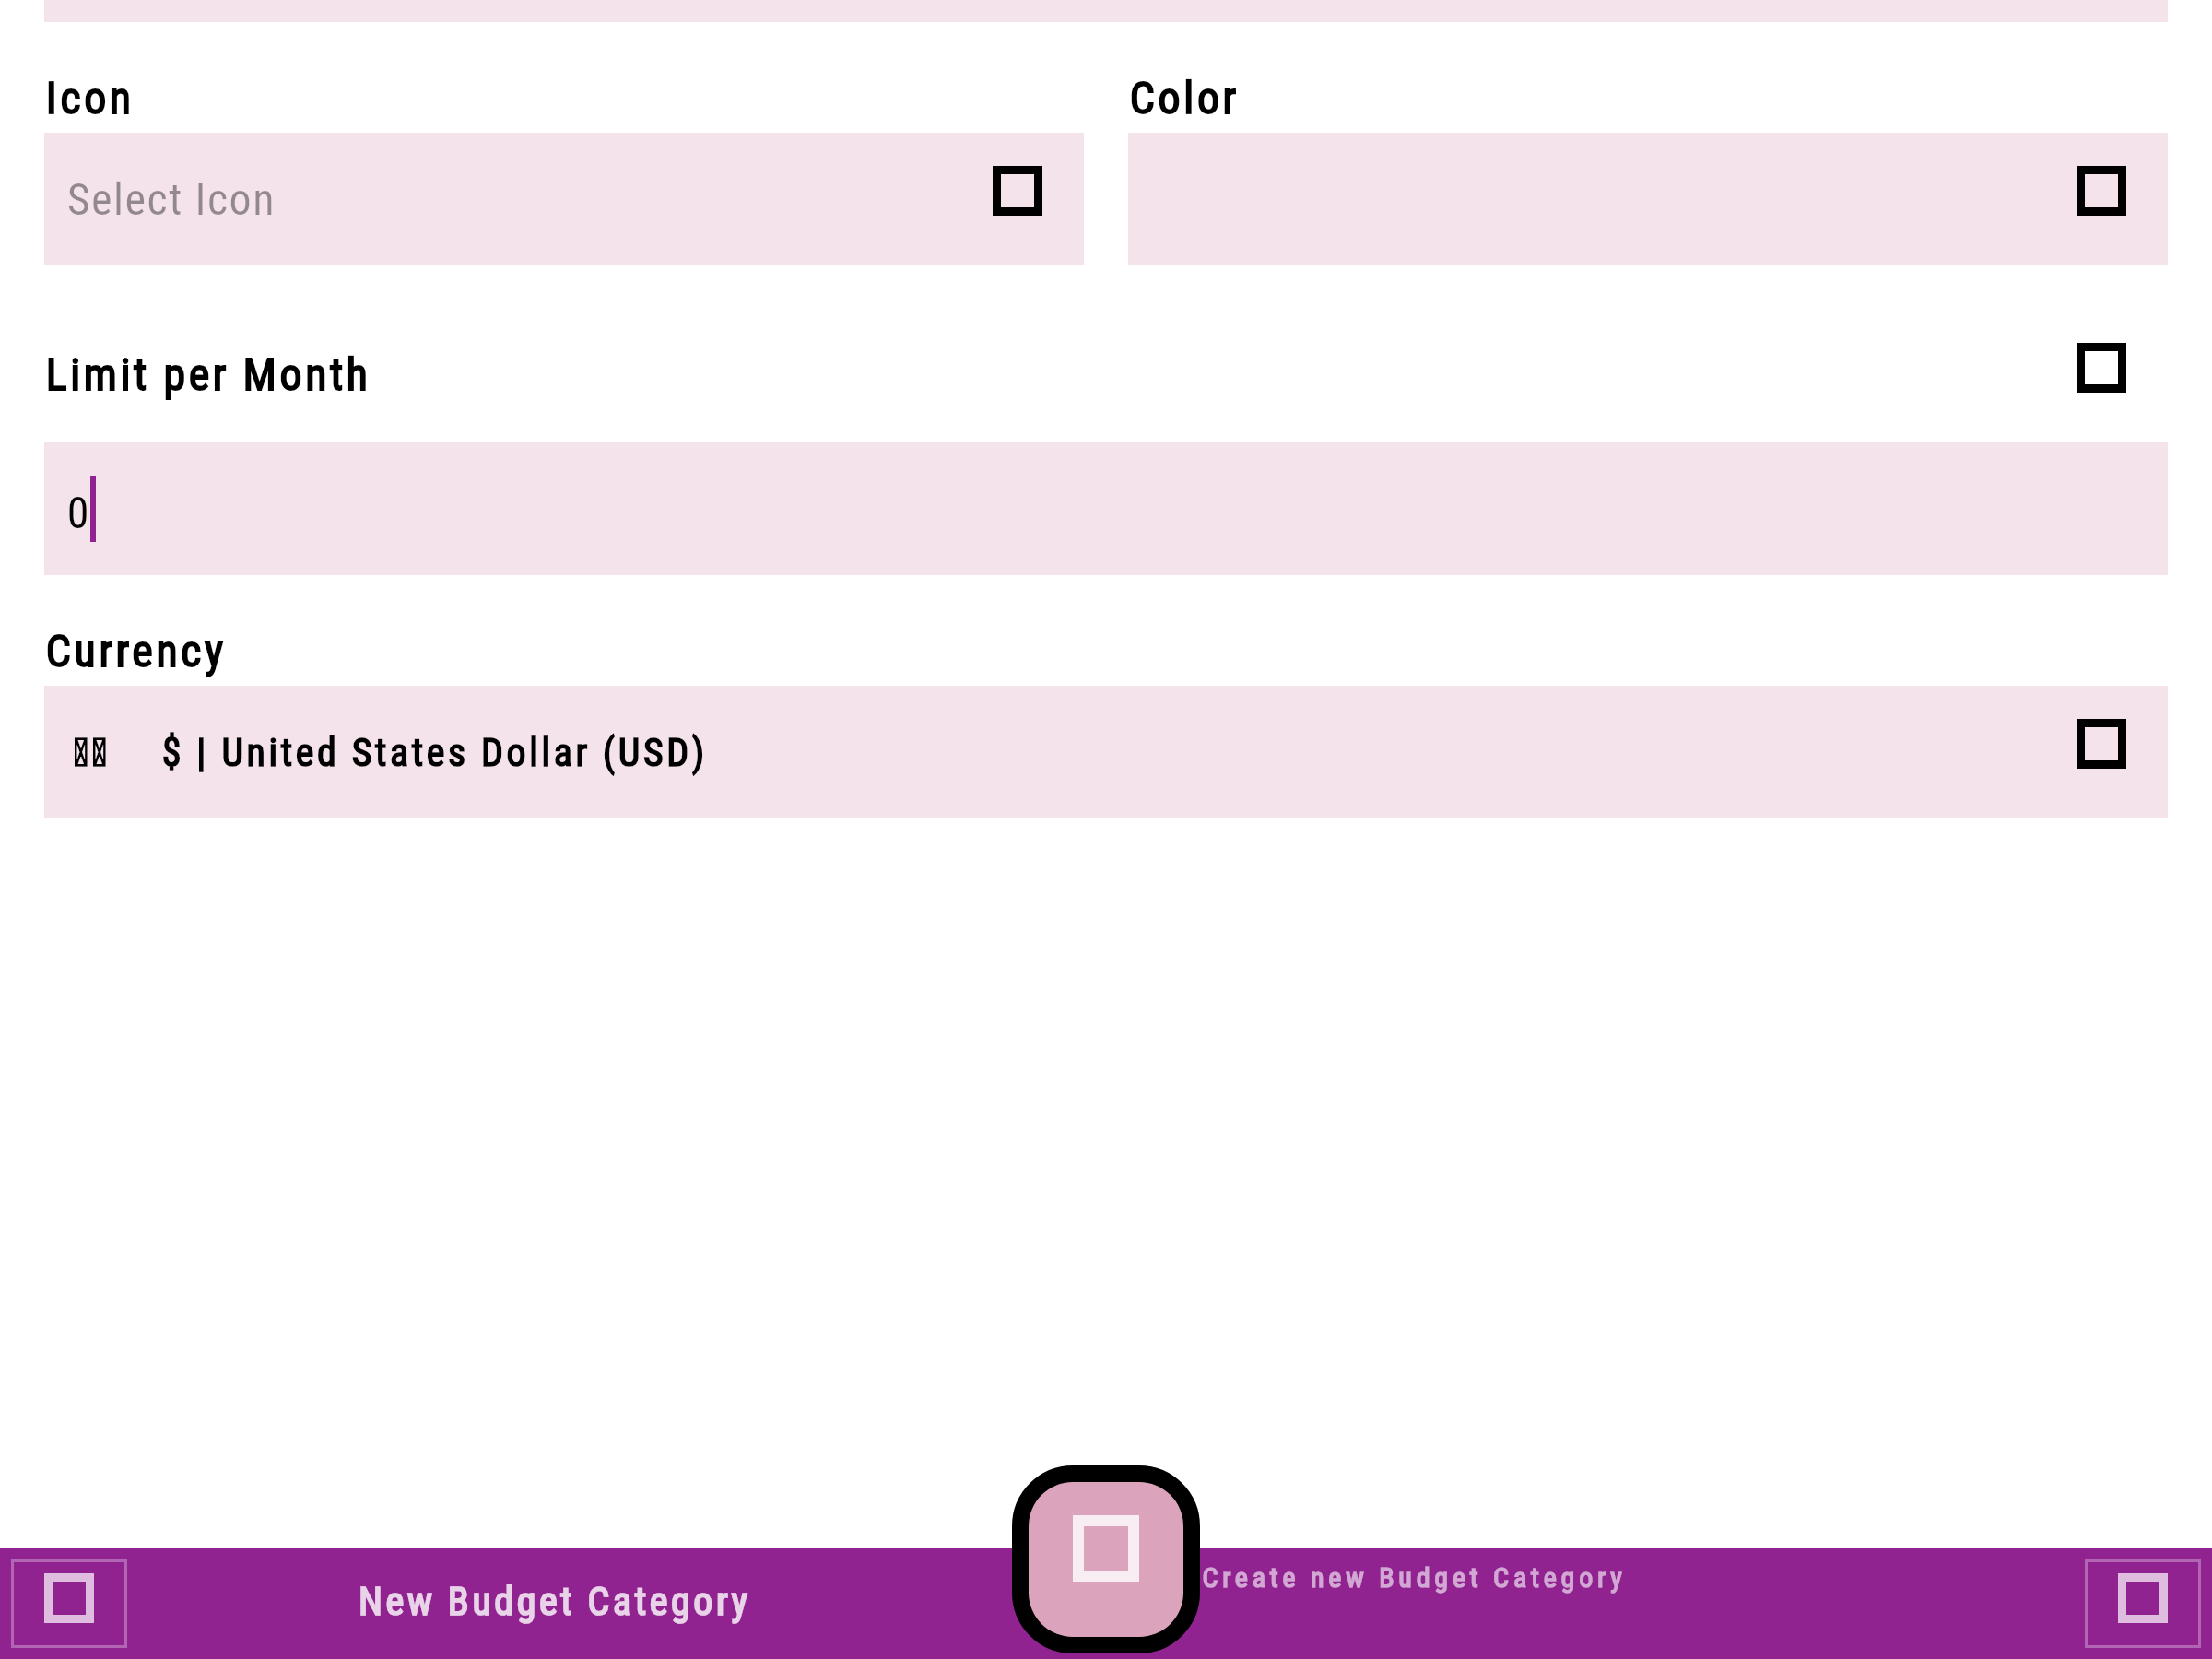 Icon
Color
Select Icon
Limit per Month
0
Currency
$ | United States Dollar (USD)
New Budget Category
Create new Budget Category